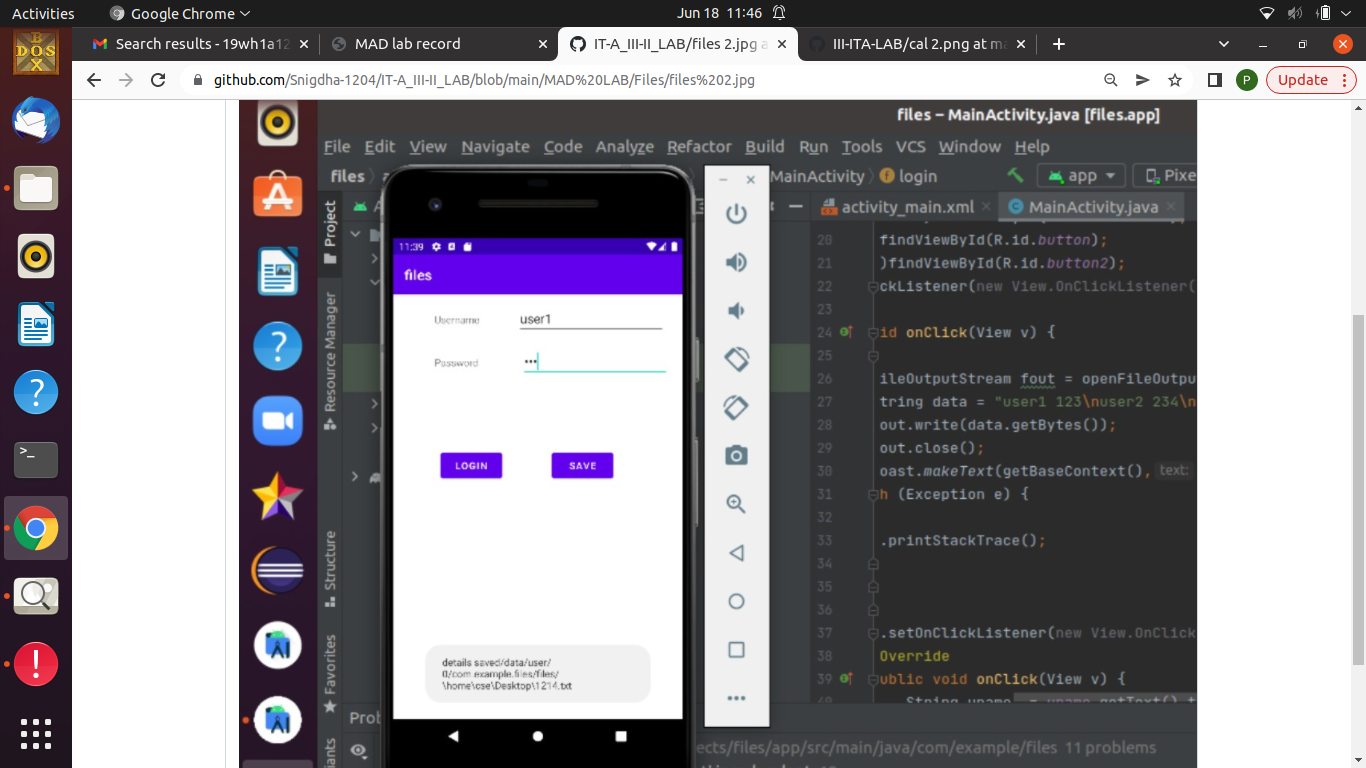 Activities
Google Chrome
Jun 18 11:46
Search results - 19wh1a12
MAD lab record
IT-A_III-II_LAB/files 2.jpg a
III-ITA-LAB/cal 2.png at ma
github.com/Snigdha-1204/IT-A_III-II_LAB/blob/main/MAD%20LAB/Files/files%202.jpg
P
Update
DOS
files – MainActivity.java [files.app]
File Edit View Navigate Code Analyze Refactor Build Run Tools VCS Window Help
files
MainActivity
login
app
Pixe
activity_main.xml
MainActivity.java
Project
Resource Manager
Structure
Favorites
11:39
files
Username
user1
Password
•••
LOGIN
SAVE
details saved/data/user/
0/com.example.files/files/
\home\cse\Desktop\1214.txt
20 findViewById(R.id.button);
21 )findViewById(R.id.button2);
22 ckListener(new View.OnClickListener(
23
24 id onClick(View v) {
25
26 ileOutputStream fout = openFileOutpu
27 tring data = "user1 123\nuser2 234\n
28 out.write(data.getBytes());
29 out.close();
30 oast.makeText(getBaseContext(), text:
31 h (Exception e) {
32
33 .printStackTrace();
34
35
36
37 .setOnClickListener(new View.OnClick
38 Override
39 ublic void onClick(View v) {
String uname = uname.getText().t
Prob
ects/files/app/src/main/java/com/example/files 11 problems